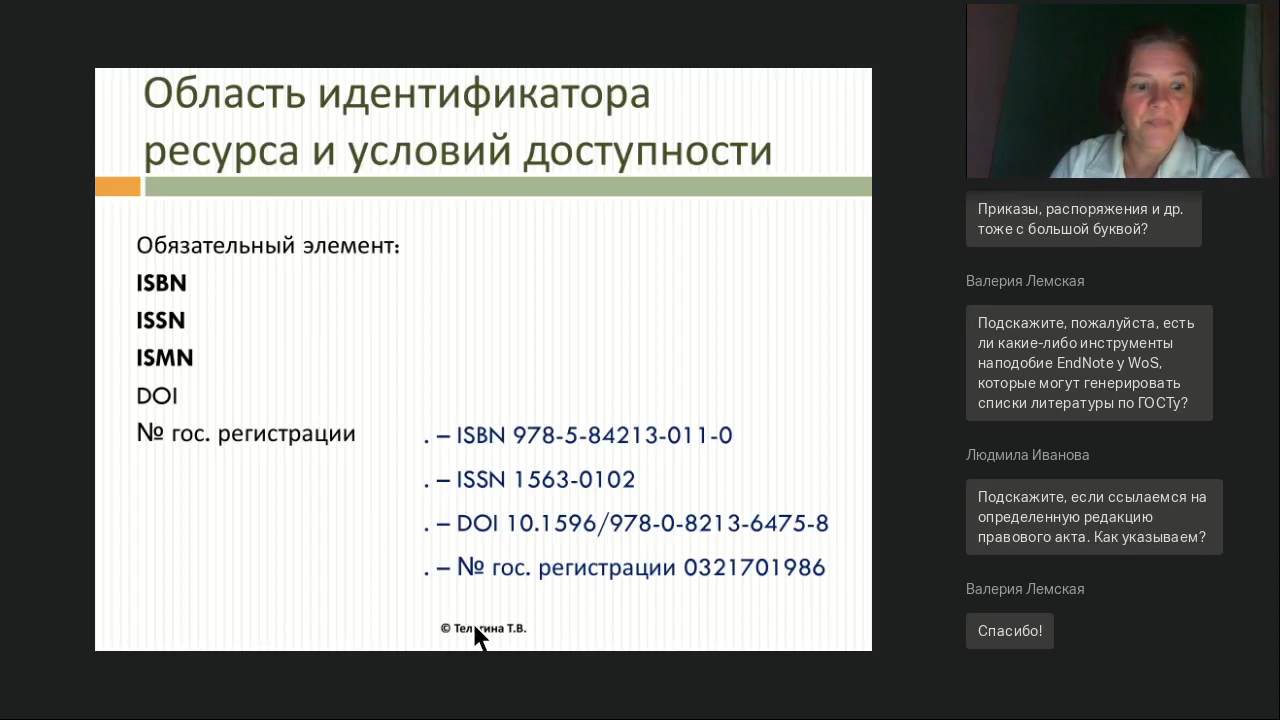 Область идентификатора
ресурса и условий доступности
Обязательный элемент:
ISBN
ISSN
ISMN
DOI
№ гос. регистрации
. – ISBN 978-5-84213-011-0
. – ISSN 1563-0102
. – DOI 10.1596/978-0-8213-6475-8
. – № гос. регистрации 0321701986
© Т.В.
Приказы, распоряжения и др.
тоже с большой буквой?
Валерия Лемская
Подскажите, пожалуйста, есть
ли какие-либо инструменты
наподобие EndNote у WoS,
которые могут генерировать
списки литературы по ГОСТу?
Людмила Иванова
Подскажите, если ссылаемся на
определенную редакцию
правового акта. Как указываем?
Валерия Лемская
Спасибо!